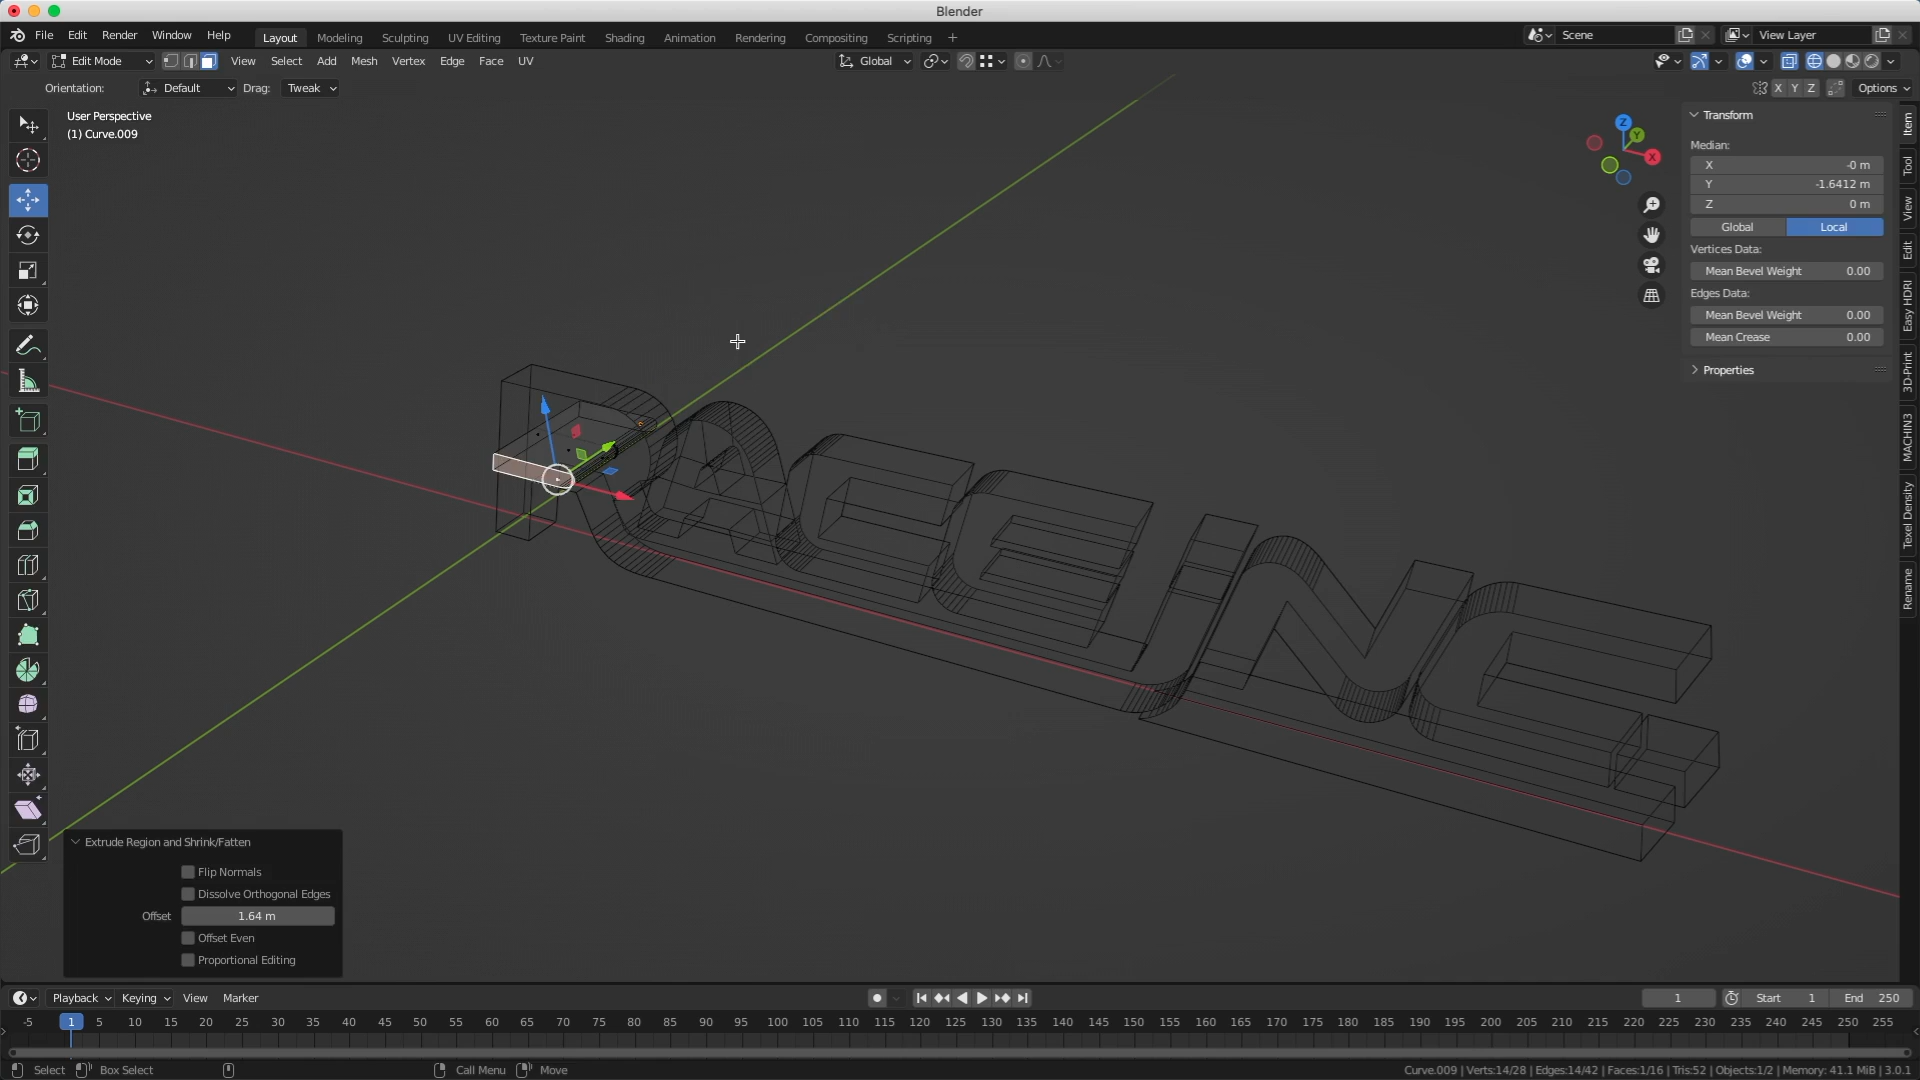 Blender
File Edit Render Window Help Layout Modeling Sculpting UV Editing Texture Paint Shading Animation Rendering Compositing Scripting + Scene View Layer
Edit Mode View Select Add Mesh Vertex Edge Face UV Global
Orientation: Default Drag: Tweak X Y Z Options
User Perspective
(1) Curve.009
Z
Y
X
Transform
Median:
X -0 m
Y -1.6412 m
Z 0 m
Global Local
Vertices Data:
Mean Bevel Weight 0.00
Edges Data:
Mean Bevel Weight 0.00
Mean Crease 0.00
Properties
Item
Tool
View
Edit
Easy HDRI
3D-Print
MACHIN3
Texel Density
Rename
Extrude Region and Shrink/Fatten
Flip Normals
Dissolve Orthogonal Edges
Offset 1.64 m
Offset Even
Proportional Editing
Playback Keying View Marker 1 Start 1 End 250
-5 1 5 10 15 20 25 30 35 40 45 50 55 60 65 70 75 80 85 90 95 100 105 110 115 120 125 130 135 140 145 150 155 160 165 170 175 180 185 190 195 200 205 210 215 220 225 230 235 240 245 250 255
Select Box Select Call Menu Move Curve.009 | Verts:14/28 | Edges:14/42 | Faces:1/16 | Tris:52 | Objects:1/2 | Memory: 41.1 MiB | 3.0.1